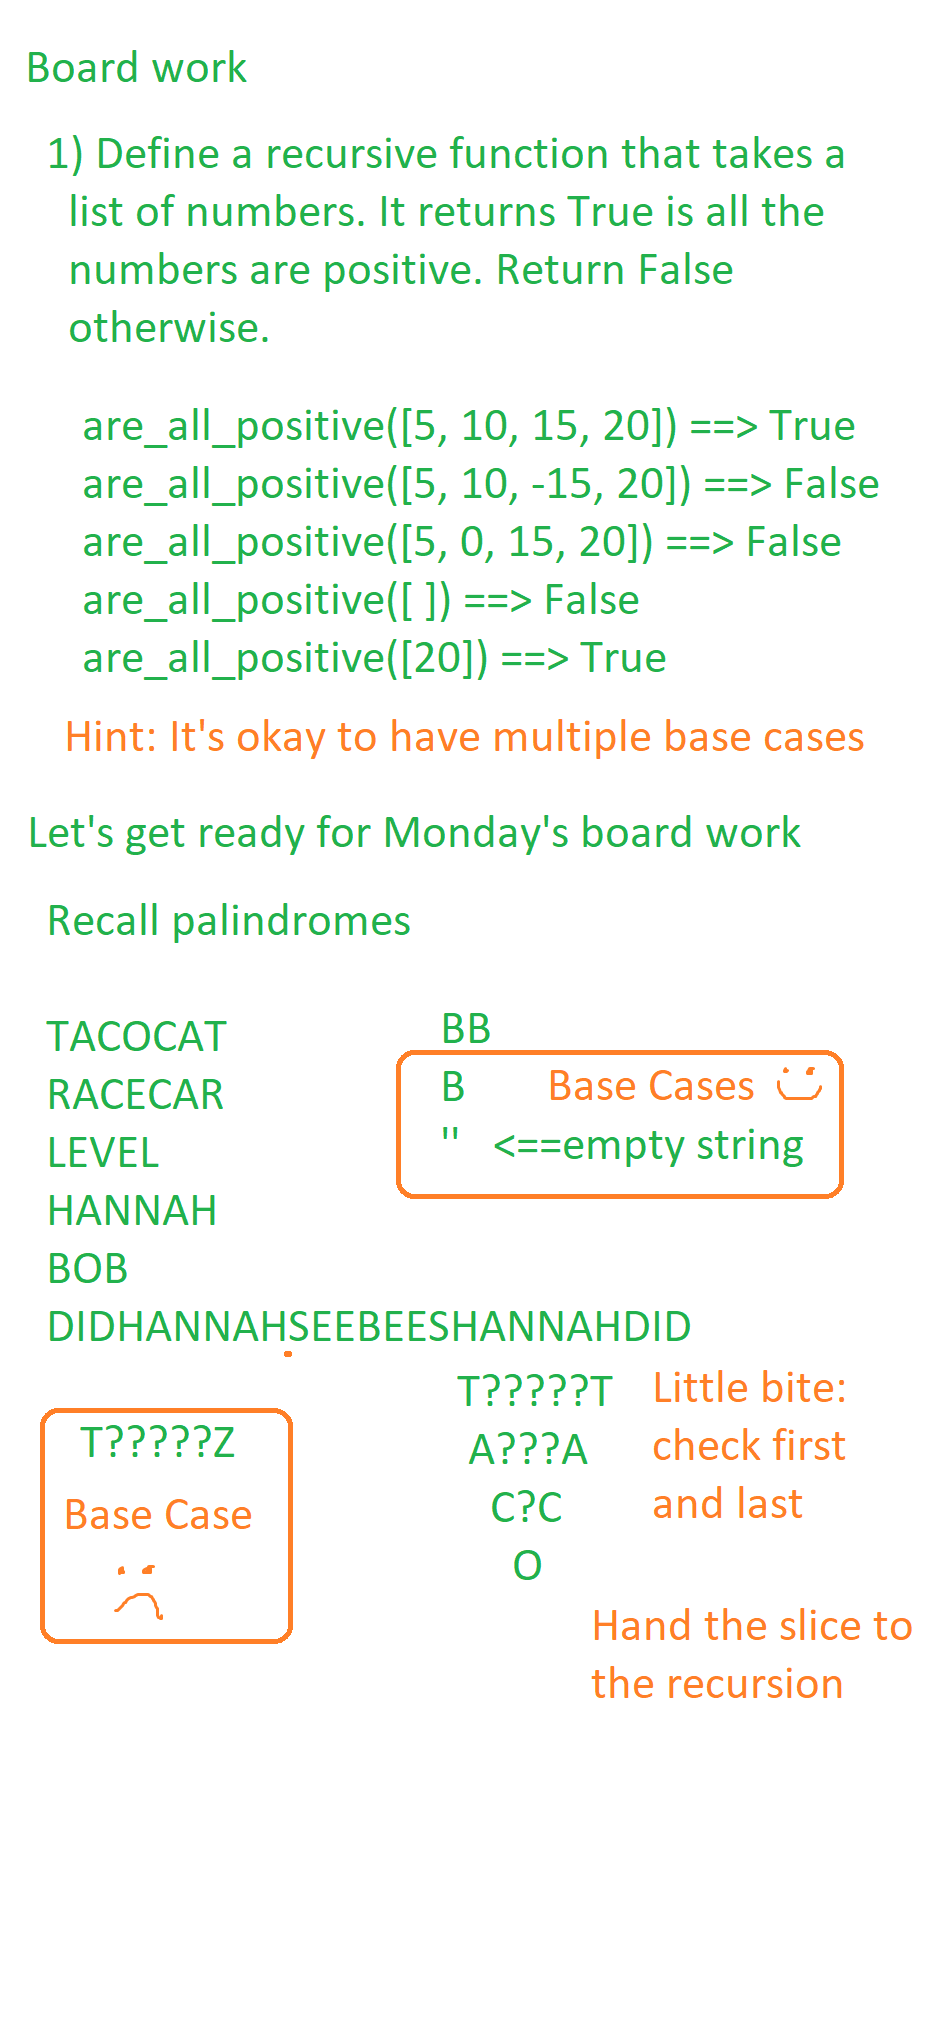 Board work
1) Define a recursive function that takes a
list of numbers. It returns True is all the
numbers are positive. Return False
otherwise.
are_all_positive([5, 10, 15, 20]) ==> True
are_all_positive([5, 10, -15, 20]) ==> False
are_all_positive([5, 0, 15, 20]) ==> False
are_all_positive([ ]) ==> False
are_all_positive([20]) ==> True
Hint: It's okay to have multiple base cases
Let's get ready for Monday's board work
Recall palindromes
TACOCAT
RACECAR
LEVEL
HANNAH
BOB
DIDHANNAHSEEBEESHANNAHDID
BB
B Base Cases
'' <==empty string
T?????Z
Base Case
T?????T
A???A
C?C
O
Little bite:
check first
and last
Hand the slice to
the recursion